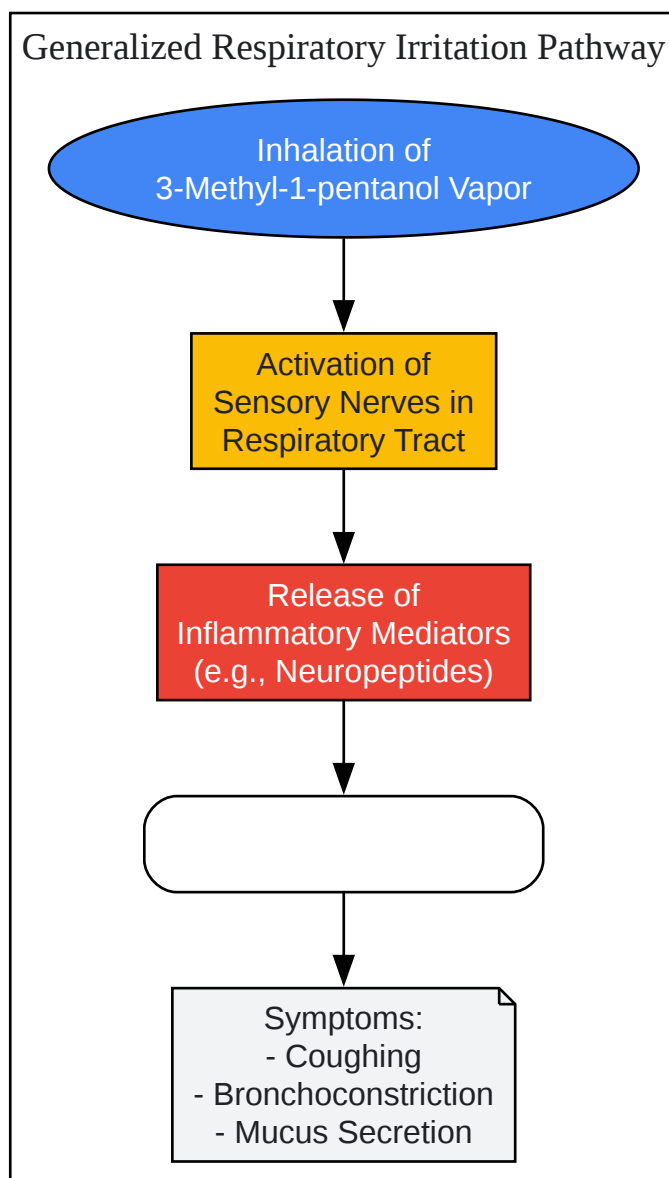 Generalized Respiratory Irritation Pathway
Inhalation of
3-Methyl-1-pentanol Vapor
Activation of
Sensory Nerves in
Respiratory Tract
Release of
Inflammatory Mediators
(e.g., Neuropeptides)
Symptoms:
- Coughing
- Bronchoconstriction
- Mucus Secretion